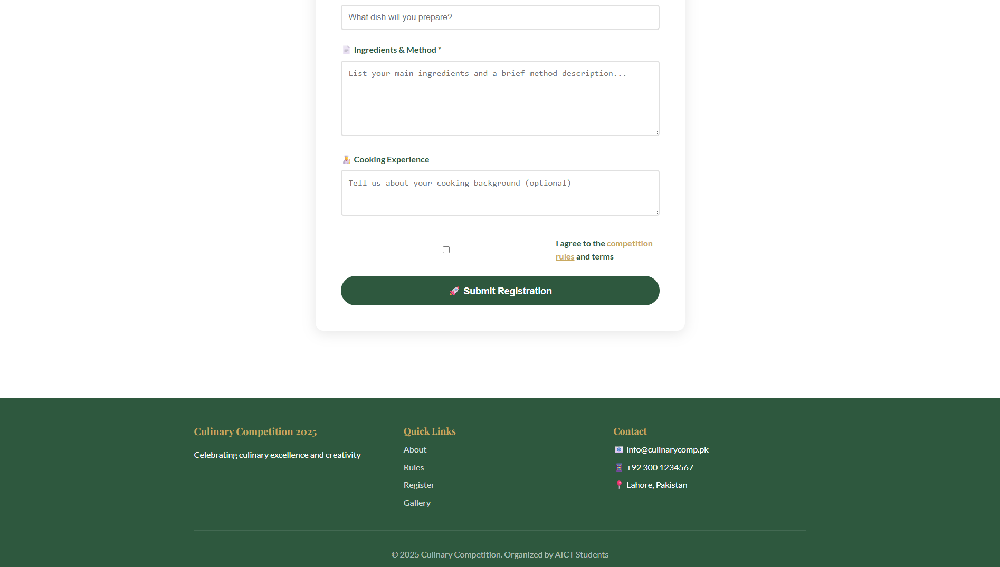 What dish will you prepare?
Ingredients & Method *
List your main ingredients and a brief method description...
Cooking Experience
Tell us about your cooking background (optional)
I agree to the competition
rules and terms
Submit Registration
Culinary Competition 2025
Celebrating culinary excellence and creativity
Quick Links
About
Rules
Register
Gallery
Contact
info@culinarycomp.pk
+92 300 1234567
Lahore, Pakistan
© 2025 Culinary Competition. Organized by AICT Students